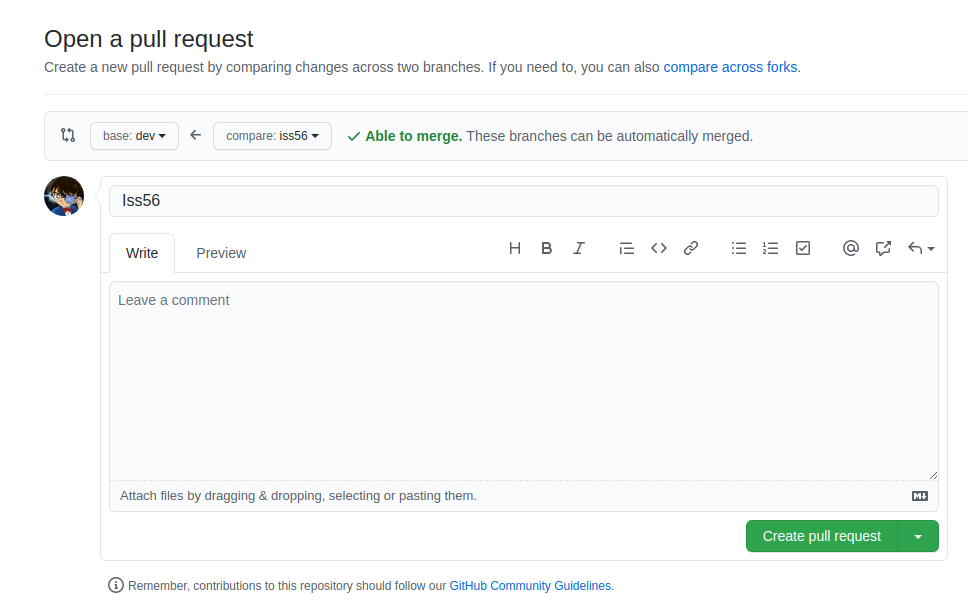 Open a pull request
Create a new pull request by comparing changes across two branches. If you need to, you can also compare across forks.
base: dev compare: iss56 Able to merge. These branches can be automatically merged.
Iss56
Write Preview
Leave a comment
Attach files by dragging & dropping, selecting or pasting them.
Create pull request
Remember, contributions to this repository should follow our GitHub Community Guidelines.